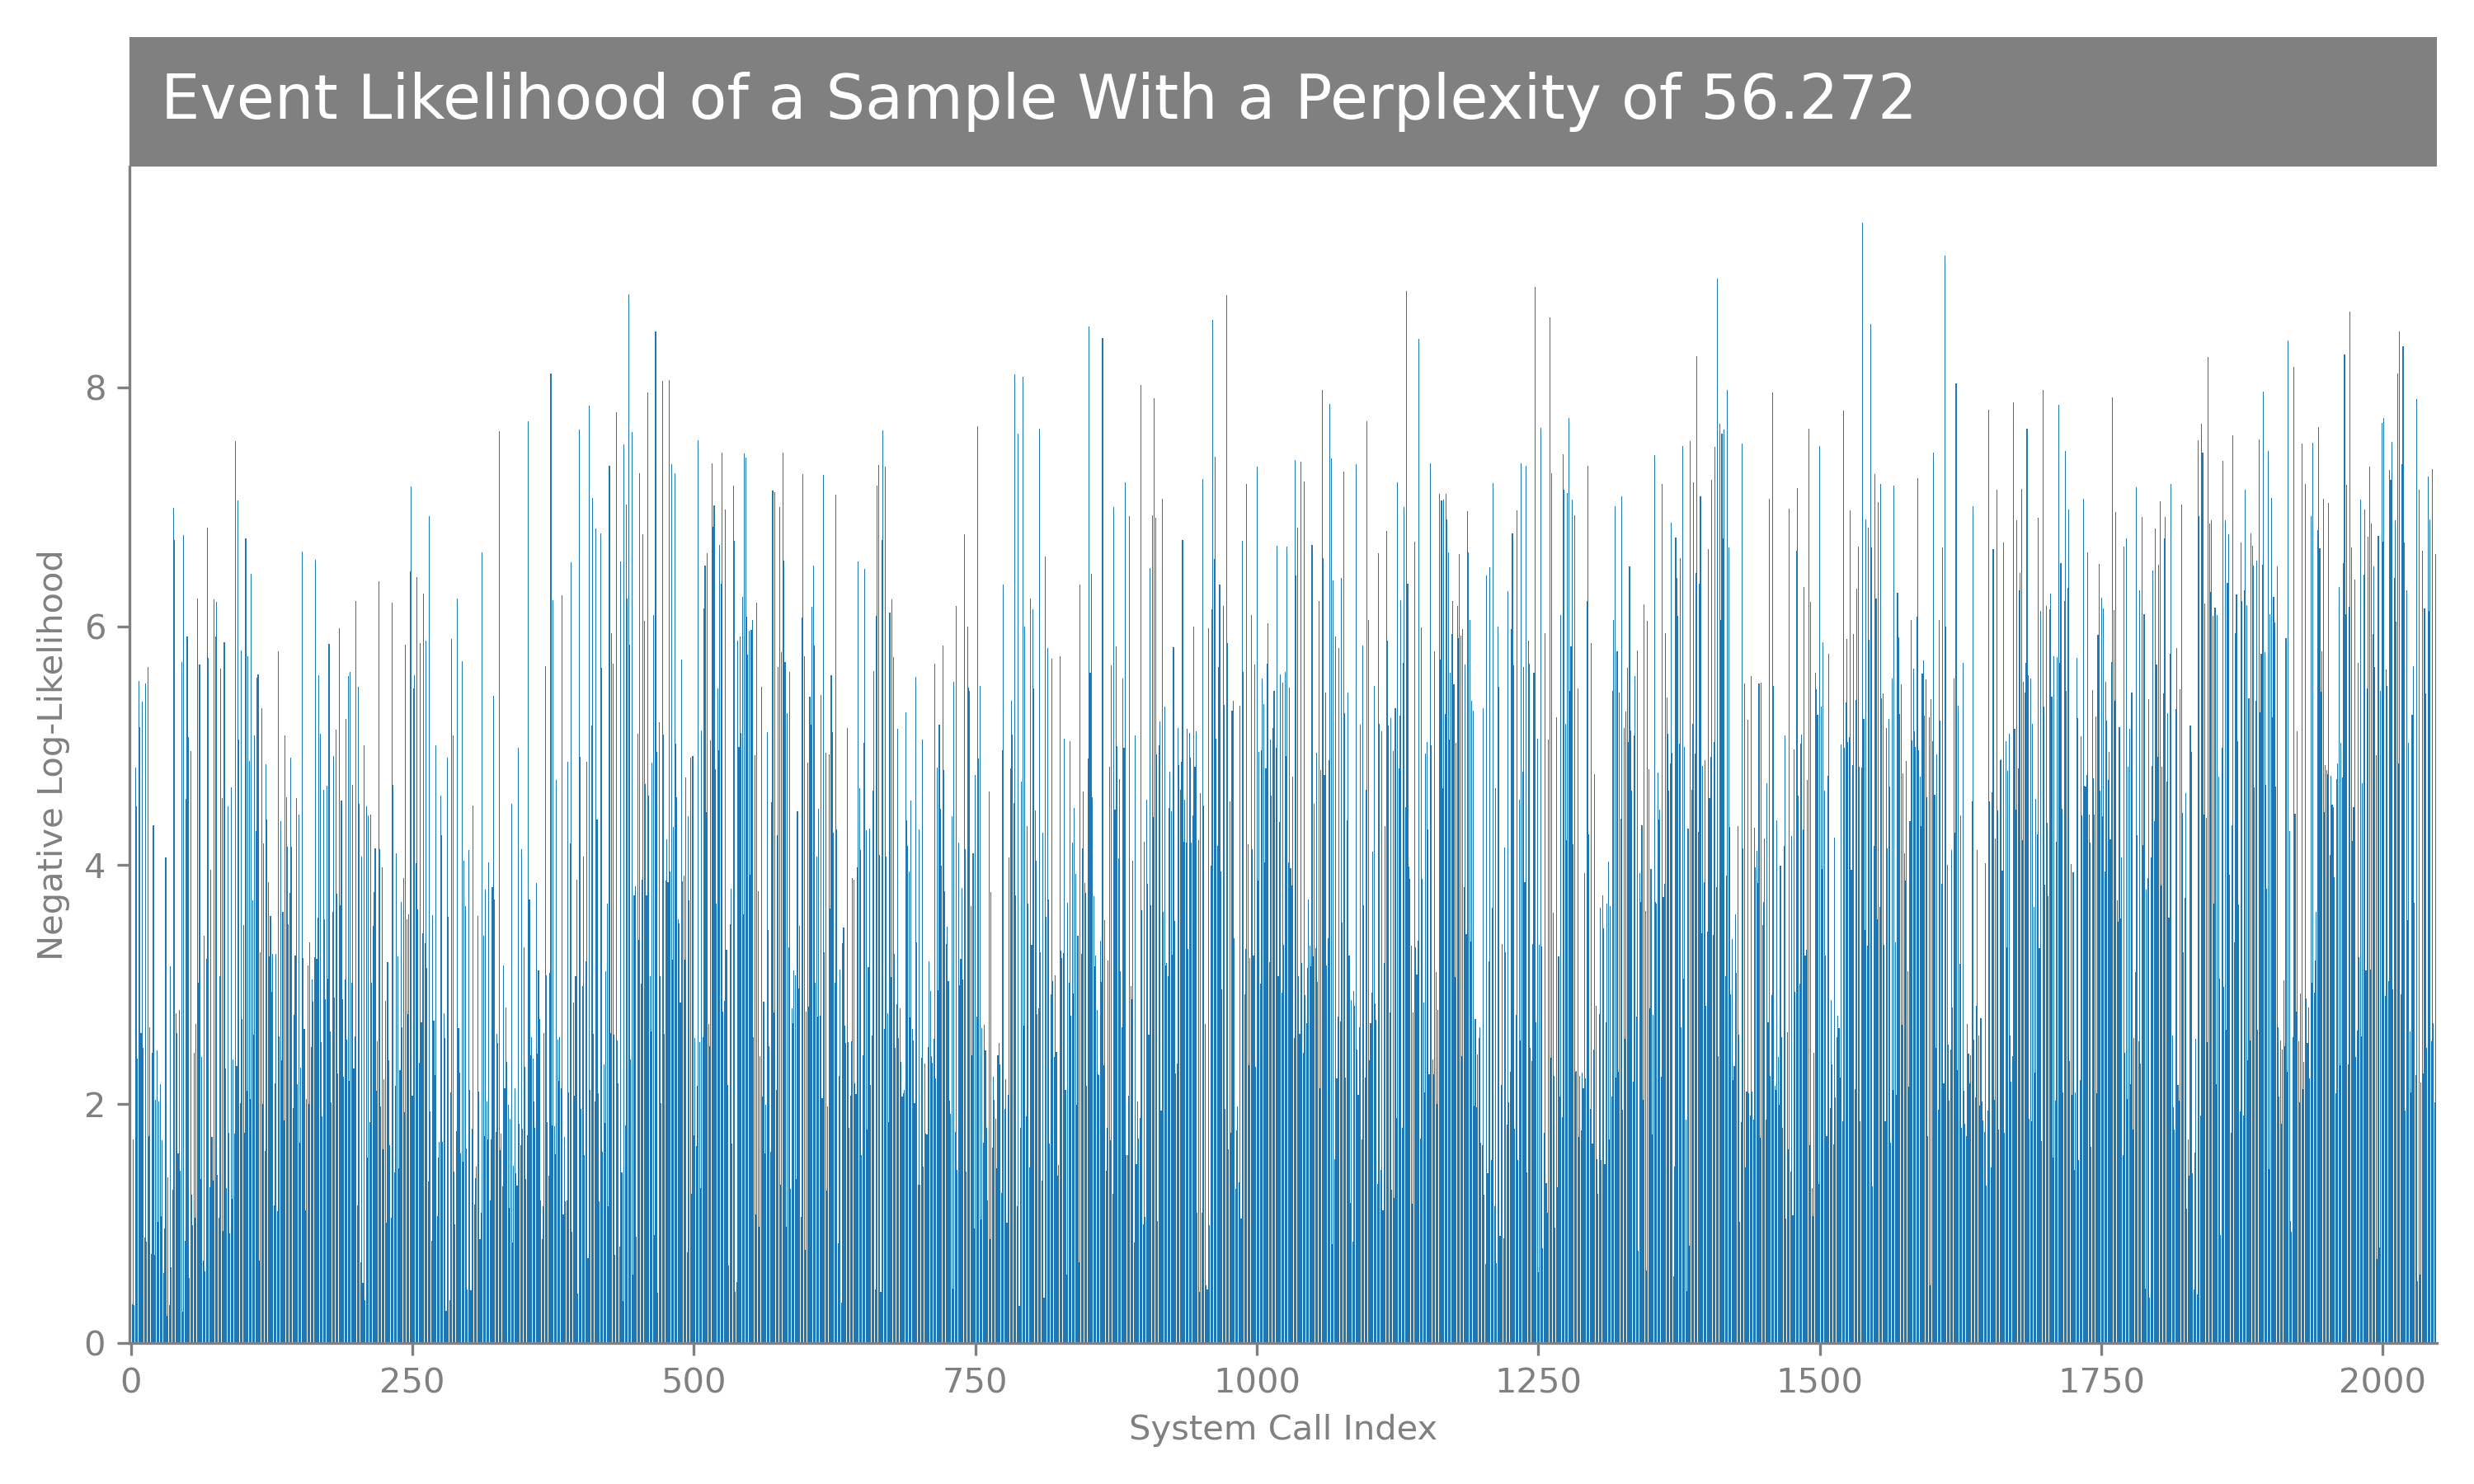 Event Likelihood of a Sample With a Perplexity of 56.272
Negative Log-Likelihood
8
6
4
2
0
0 250 500 750 1000 1250 1500 1750 2000
System Call Index